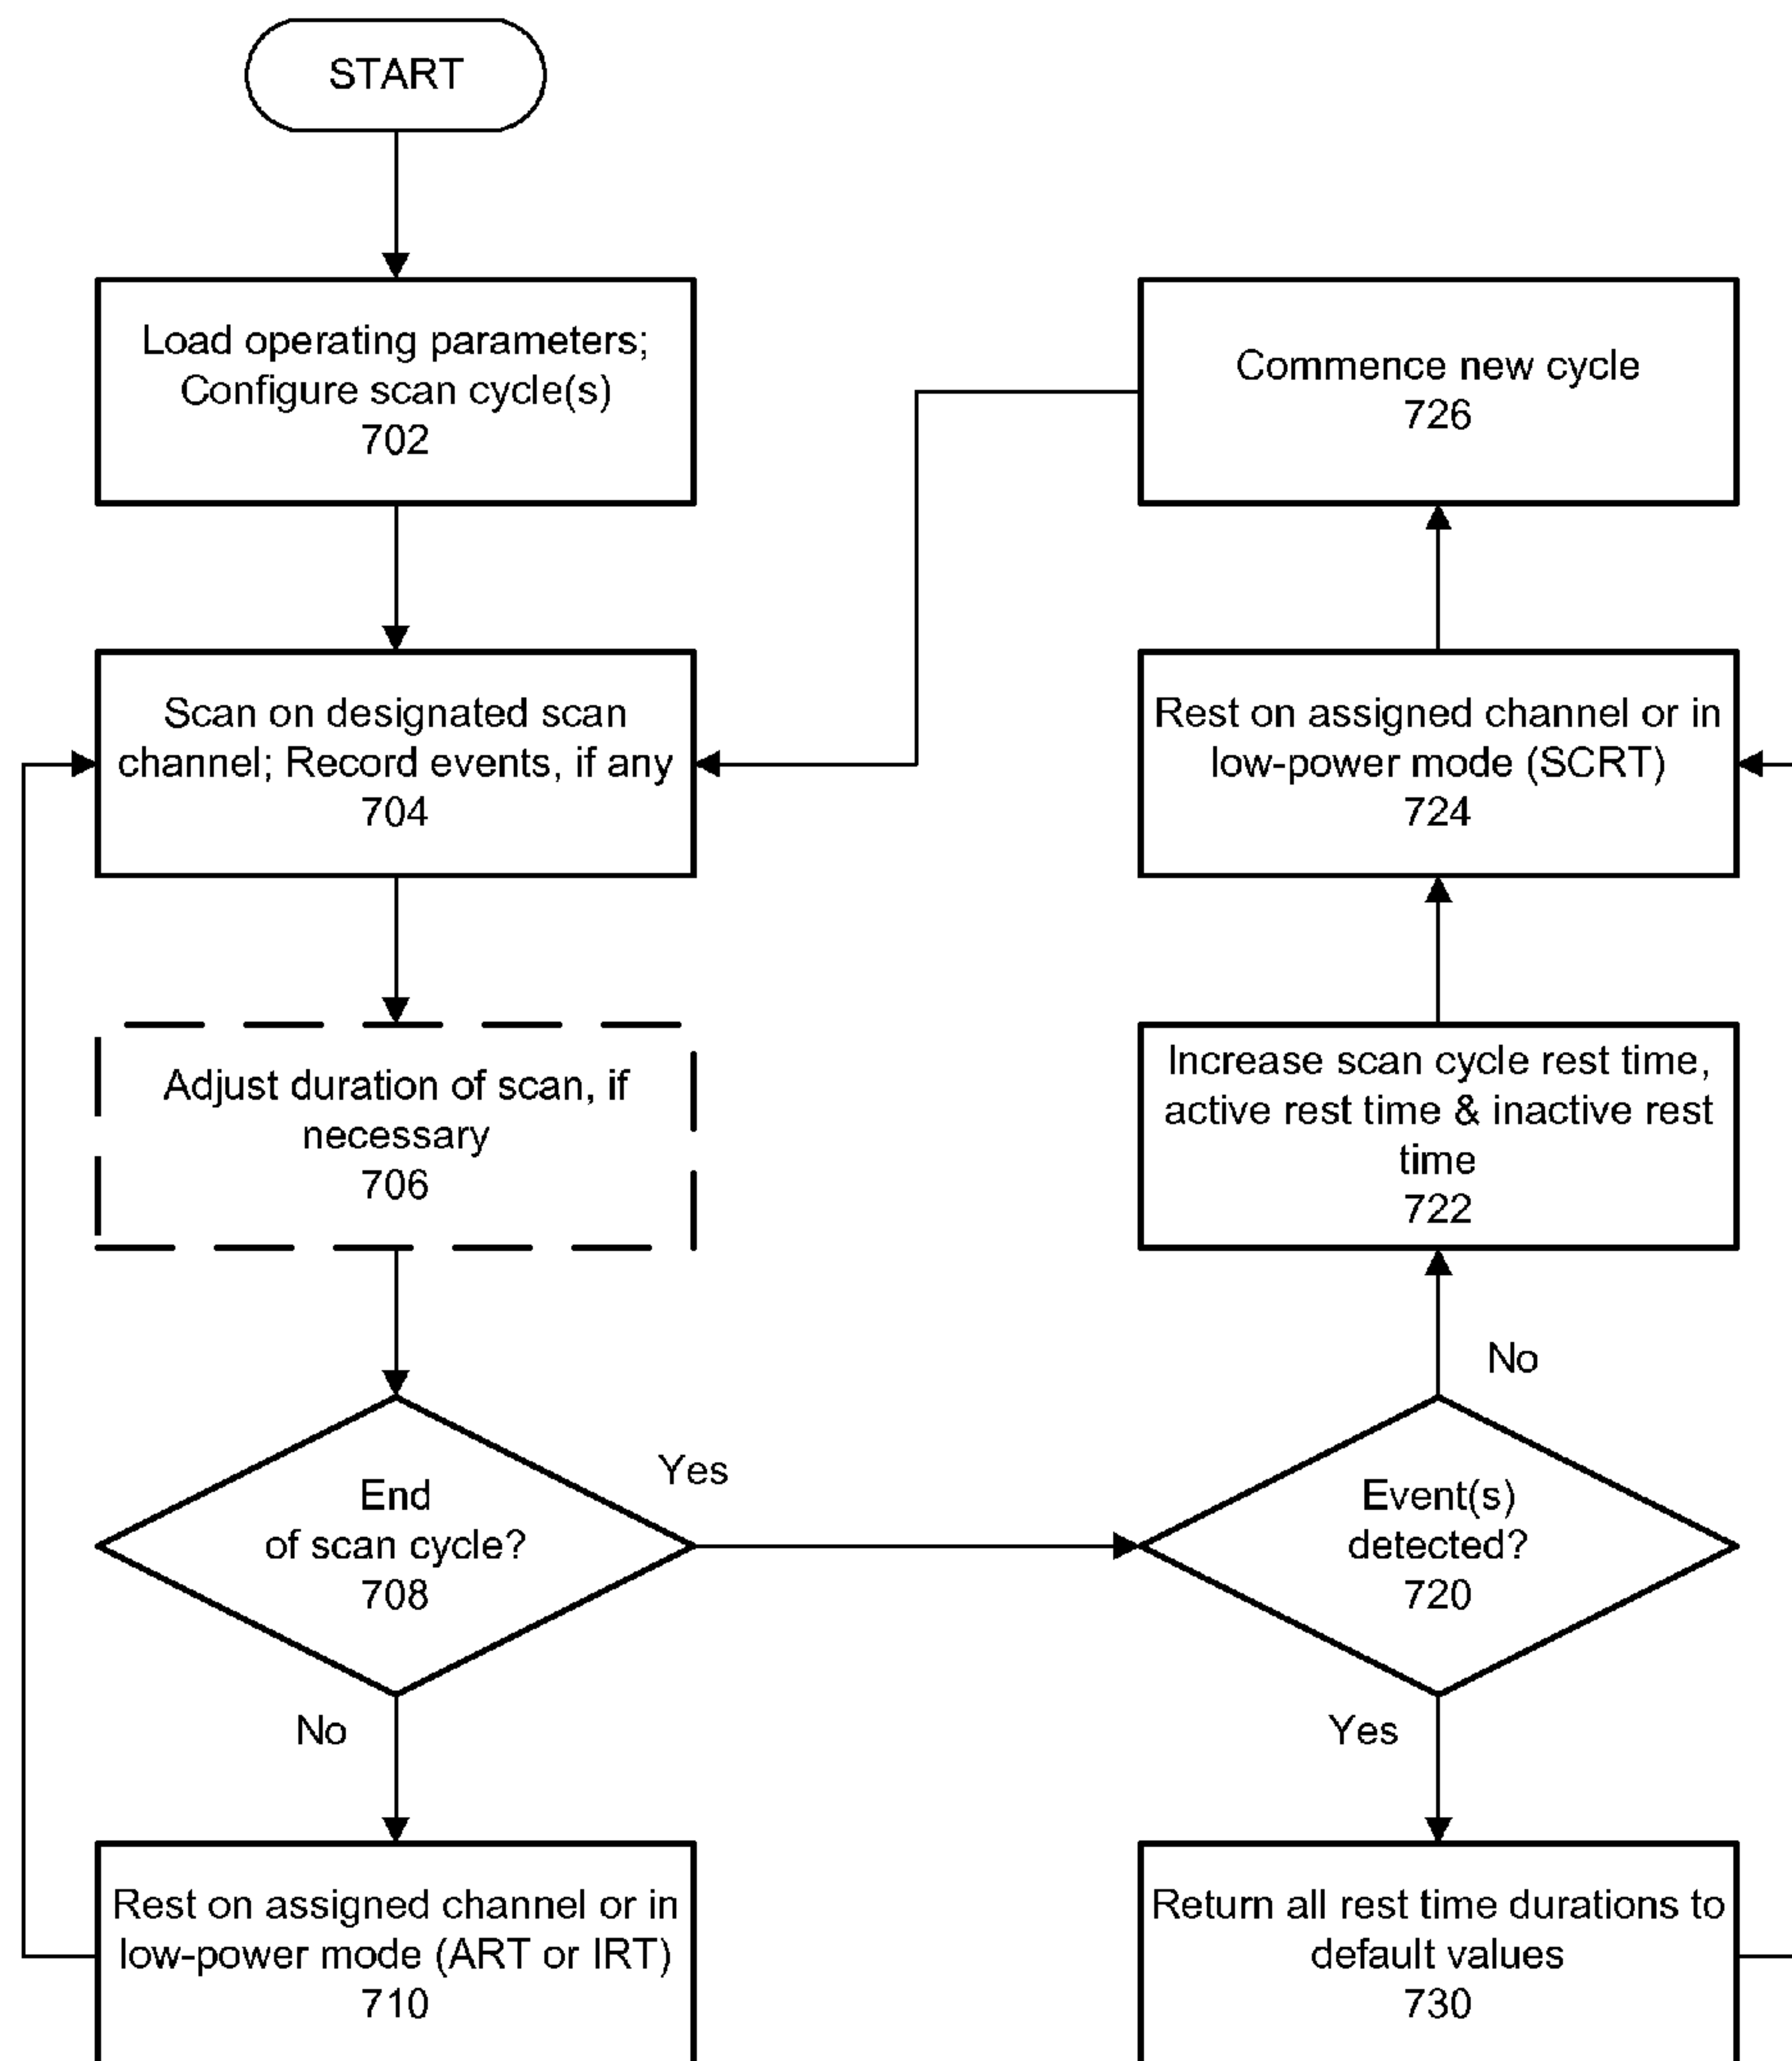 START
Load operating parameters;
Configure scan cycle(s)
702
Scan on designated scan
channel; Record events, if any
704
Adjust duration of scan, if
necessary
706
End
of scan cycle?
708
Yes
No
Rest on assigned channel or in
low-power mode (ART or IRT)
710
Commence new cycle
726
Rest on assigned channel or in
low-power mode (SCRT)
724
Increase scan cycle rest time,
active rest time & inactive rest
time
722
No
Event(s)
detected?
720
Yes
Return all rest time durations to
default values
730